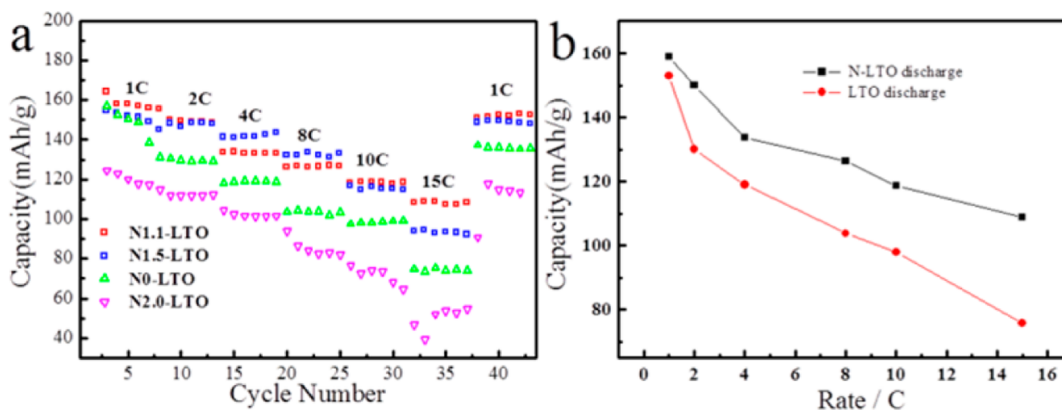 a
200
180
160
140
120
100
80
60
40
Capacity(mAh/g)
1C
2C
4C
8C
10C
15C
1C
N1.1-LTO
N1.5-LTO
N0-LTO
N2.0-LTO
5 10 15 20 25 30 35 40
Cycle Number
b
160
140
120
100
80
Capacity(mAh/g)
N-LTO discharge
LTO discharge
0 2 4 6 8 10 12 14 16
Rate / C